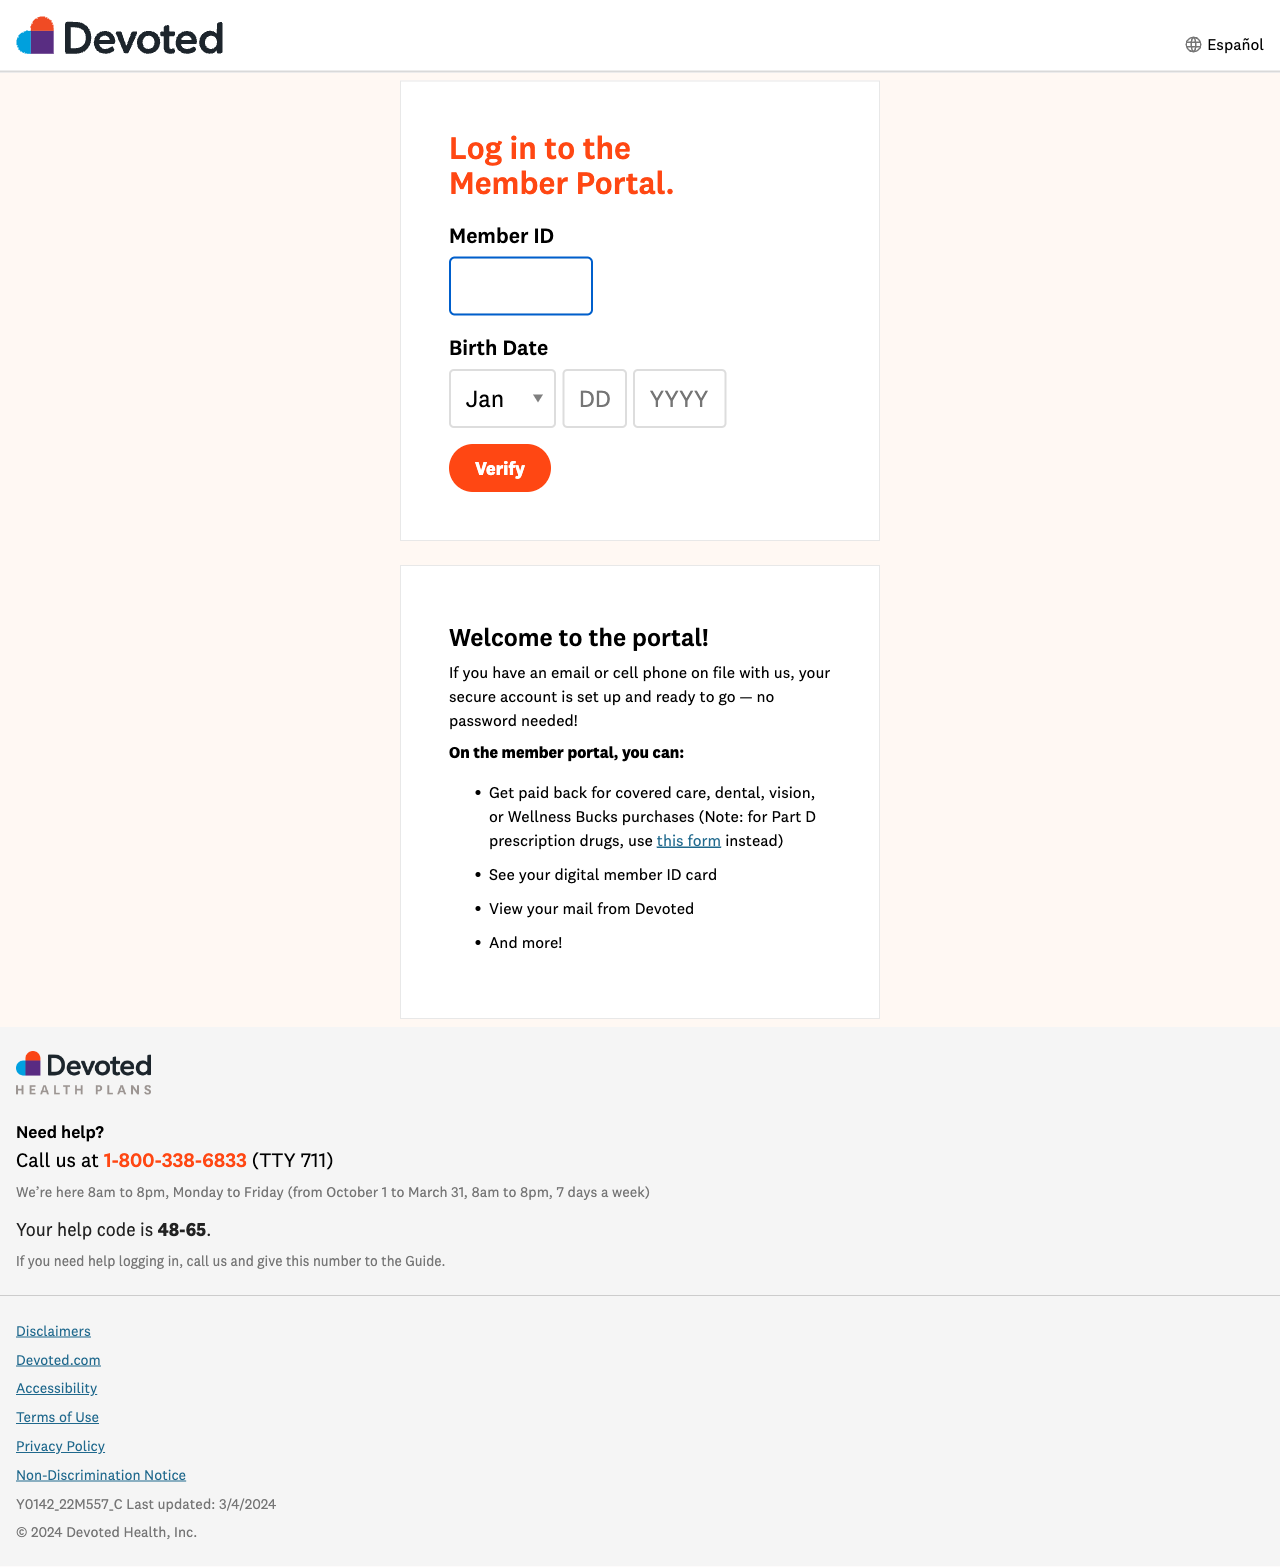 Devoted
Español
Log in to the
Member Portal.
Member ID
Birth Date
Jan
DD
YYYY
Verify
Welcome to the portal!
If you have an email or cell phone on file with us, your
secure account is set up and ready to go — no
password needed!
On the member portal, you can:
• Get paid back for covered care, dental, vision,
or Wellness Bucks purchases (Note: for Part D
prescription drugs, use this form instead)
• See your digital member ID card
• View your mail from Devoted
• And more!
Devoted
HEALTH PLANS
Need help?
Call us at 1-800-338-6833 (TTY 711)
We’re here 8am to 8pm, Monday to Friday (from October 1 to March 31, 8am to 8pm, 7 days a week)
Your help code is 48-65.
If you need help logging in, call us and give this number to the Guide.
Disclaimers
Devoted.com
Accessibility
Terms of Use
Privacy Policy
Non-Discrimination Notice
Y0142_22M557_C Last updated: 3/4/2024
© 2024 Devoted Health, Inc.